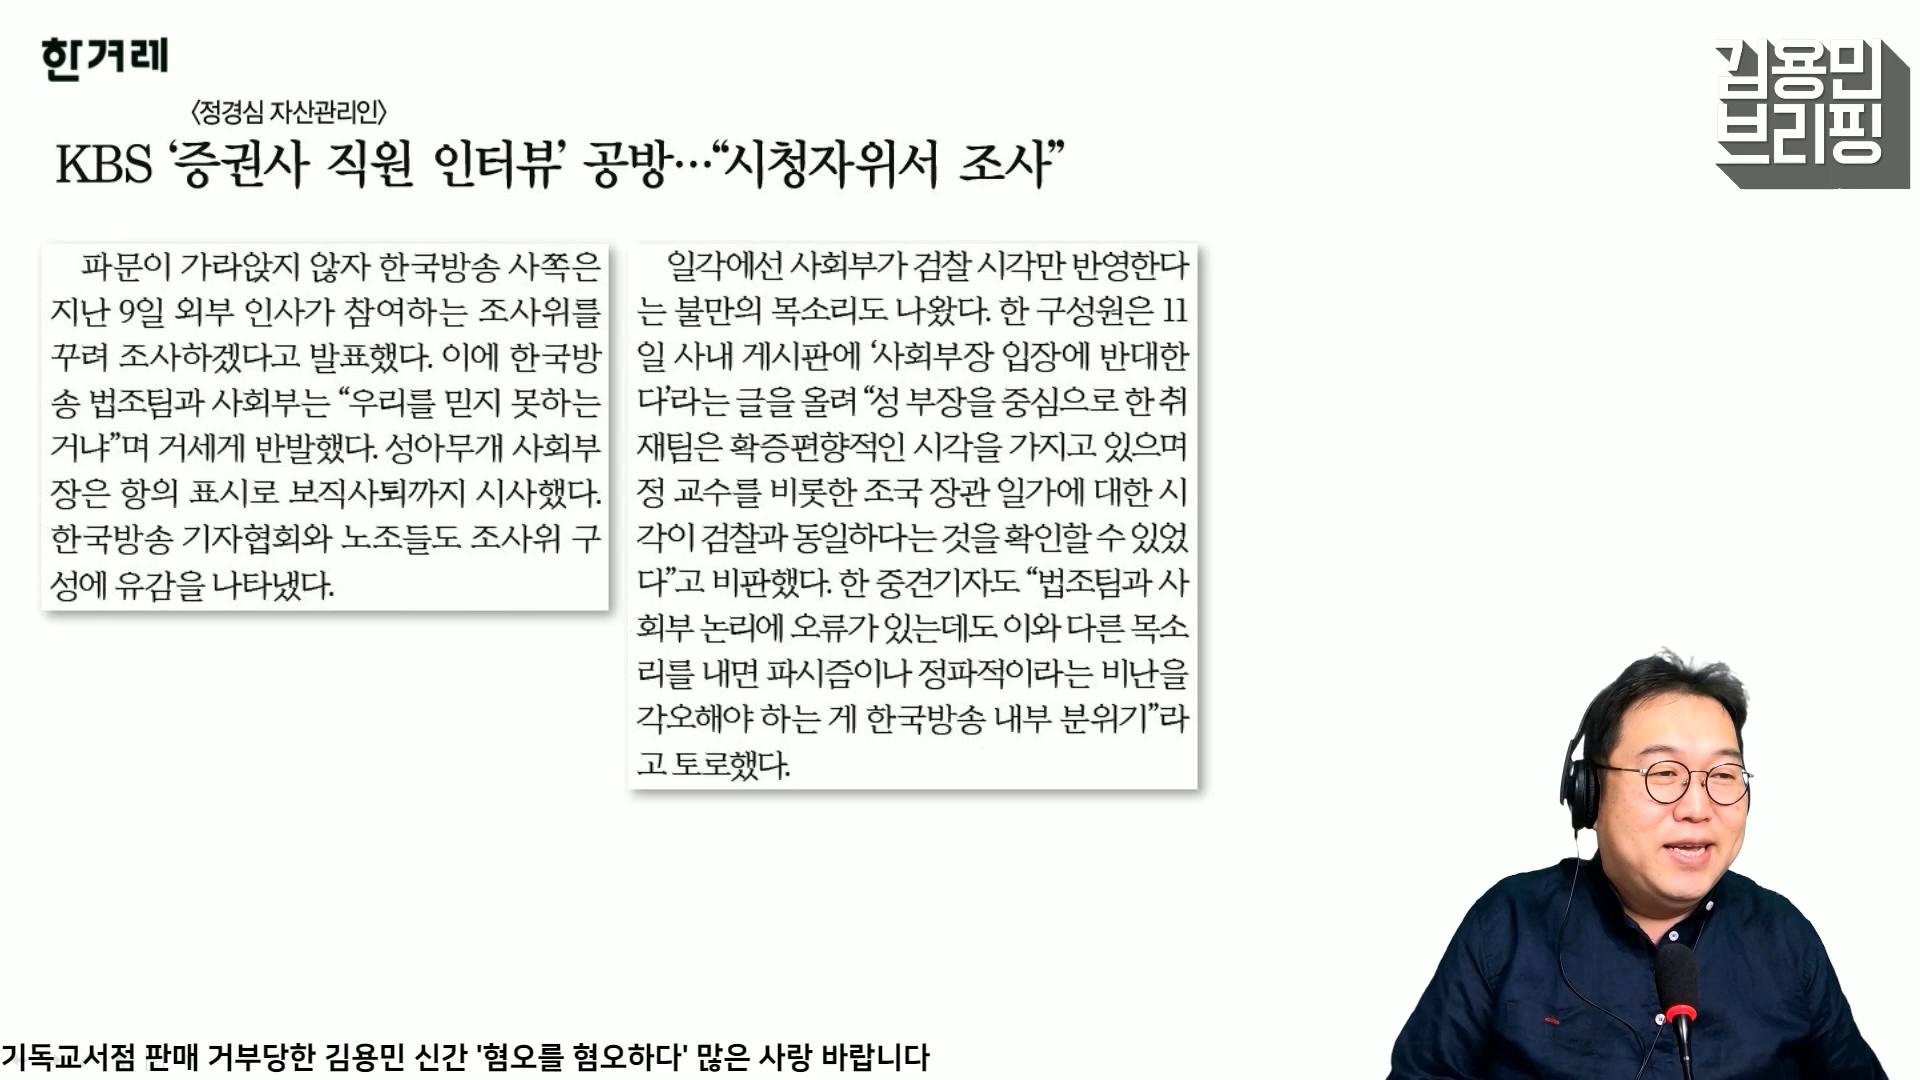 한겨레
김용민
브리핑
〈정경심 자산관리인〉
KBS ‘증권사 직원 인터뷰’ 공방…“시청자위서 조사”
파문이 가라앉지 않자 한국방송 사쪽은
지난 9일 외부 인사가 참여하는 조사위를
꾸려 조사하겠다고 발표했다. 이에 한국방
송 법조팀과 사회부는 “우리를 믿지 못하는
거냐”며 거세게 반발했다. 성아무개 사회부
장은 항의 표시로 보직사퇴까지 시사했다.
한국방송 기자협회와 노조들도 조사위 구
성에 유감을 나타냈다.
일각에선 사회부가 검찰 시각만 반영한다
는 불만의 목소리도 나왔다. 한 구성원은 11
일 사내 게시판에 ‘사회부장 입장에 반대한
다’라는 글을 올려 “성 부장을 중심으로 한 취
재팀은 확증편향적인 시각을 가지고 있으며
정 교수를 비롯한 조국 장관 일가에 대한 시
각이 검찰과 동일하다는 것을 확인할 수 있었
다”고 비판했다. 한 중견기자도 “법조팀과 사
회부 논리에 오류가 있는데도 이와 다른 목소
리를 내면 파시즘이나 정파적이라는 비난을
각오해야 하는 게 한국방송 내부 분위기”라
고 토로했다.
기독교서점 판매 거부당한 김용민 신간 '혐오를 혐오하다' 많은 사랑 바랍니다